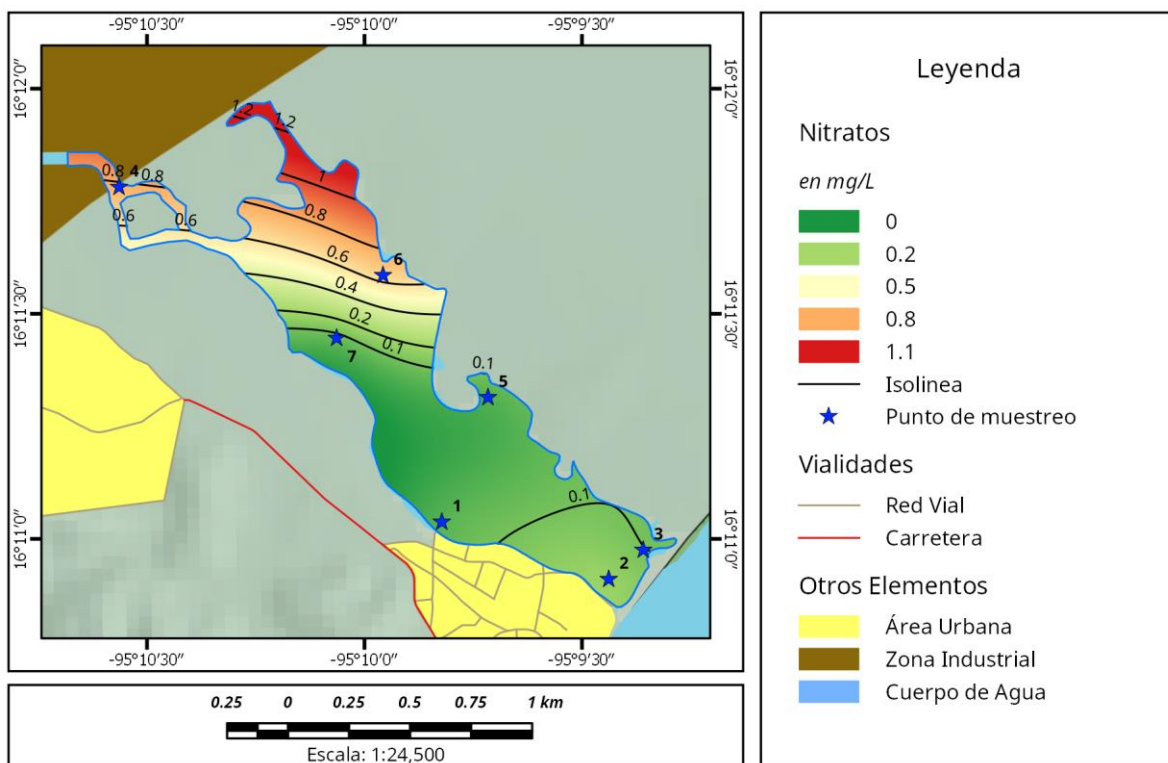 -95°10′30″ -95°10′0″ -95°9′30″
16°12′0″ 16°12′0″
1.2
1.2
0.8 4 0.8
1
0.6 0.6
0.8
0.6 6
0.4
0.2
16°11′30″ 16°11′30″
7 0.1
0.1
5
0.1
1
3
16°11′0″ 16°11′0″
2
-95°10′30″ -95°10′0″ -95°9′30″
0.25 0 0.25 0.5 0.75 1 km
Escala: 1:24,500
Leyenda
Nitratos
en mg/L
0
0.2
0.5
0.8
1.1
Isolinea
Punto de muestreo
Vialidades
Red Vial
Carretera
Otros Elementos
Área Urbana
Zona Industrial
Cuerpo de Agua